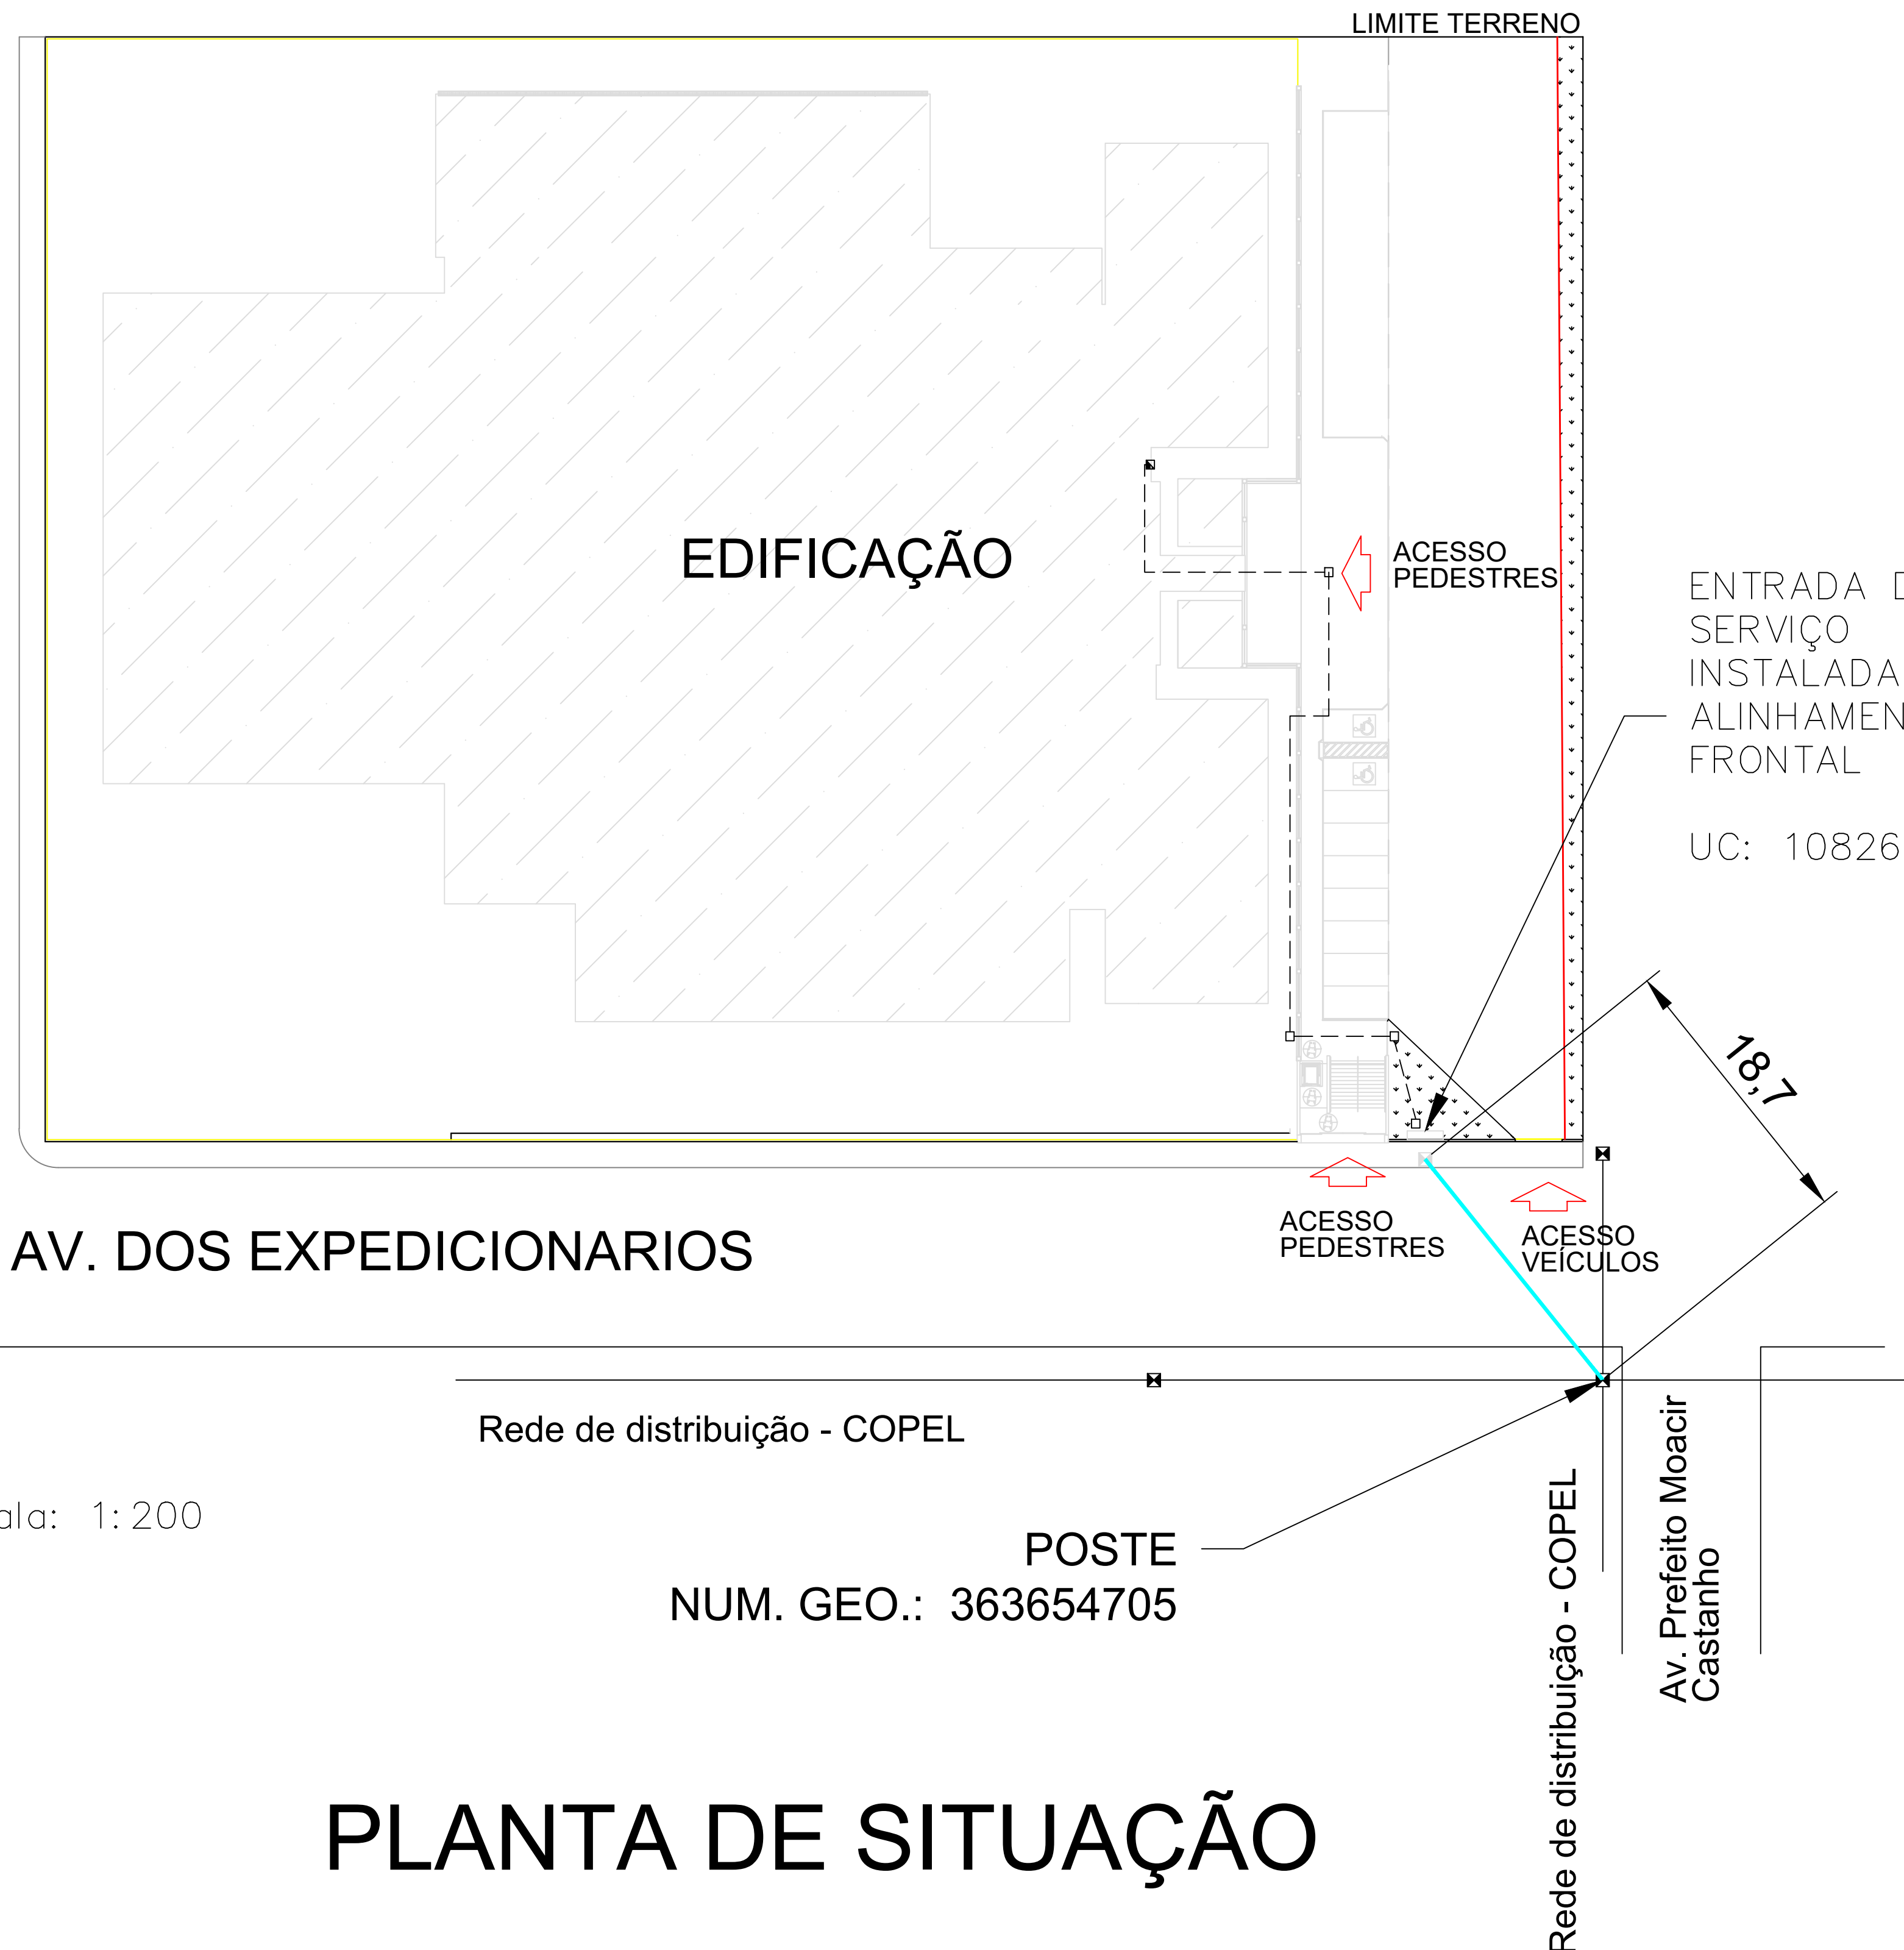 LIMITE TERRENO
EDIFICAÇÃO
ACESSO
PEDESTRES
ENTRADA
SERVIÇO
INSTALADA
FRONTAL
UC: 10826
18,7
AV. DOS EXPEDICIONARIOS
ACESSO
PEDESTRES
ACESSO
VEÍCULOS
Rede de distribuição - COPEL
1:200
POSTE
NUM. GEO.: 363654705
Rede de distribuição - COPEL
Av. Prefeito Moacir
Castanho
PLANTA DE SITUAÇÃO